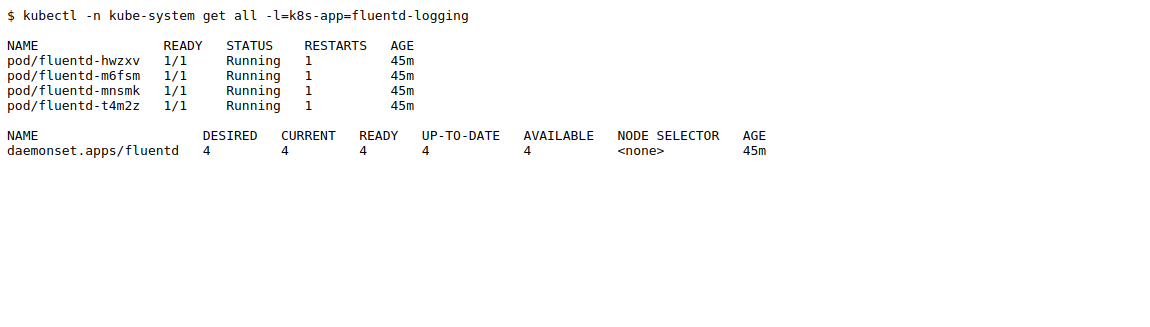 $ kubectl -n kube-system get all -l=k8s-app=fluentd-logging
NAME                READY   STATUS    RESTARTS   AGE
pod/fluentd-hwzxv   1/1     Running   1          45m
pod/fluentd-m6fsm   1/1     Running   1          45m
pod/fluentd-mnsmk   1/1     Running   1          45m
pod/fluentd-t4m2z   1/1     Running   1          45m
NAME                     DESIRED   CURRENT   READY   UP-TO-DATE   AVAILABLE   NODE SELECTOR   AGE
daemonset.apps/fluentd   4         4         4       4            4           <none>          45m